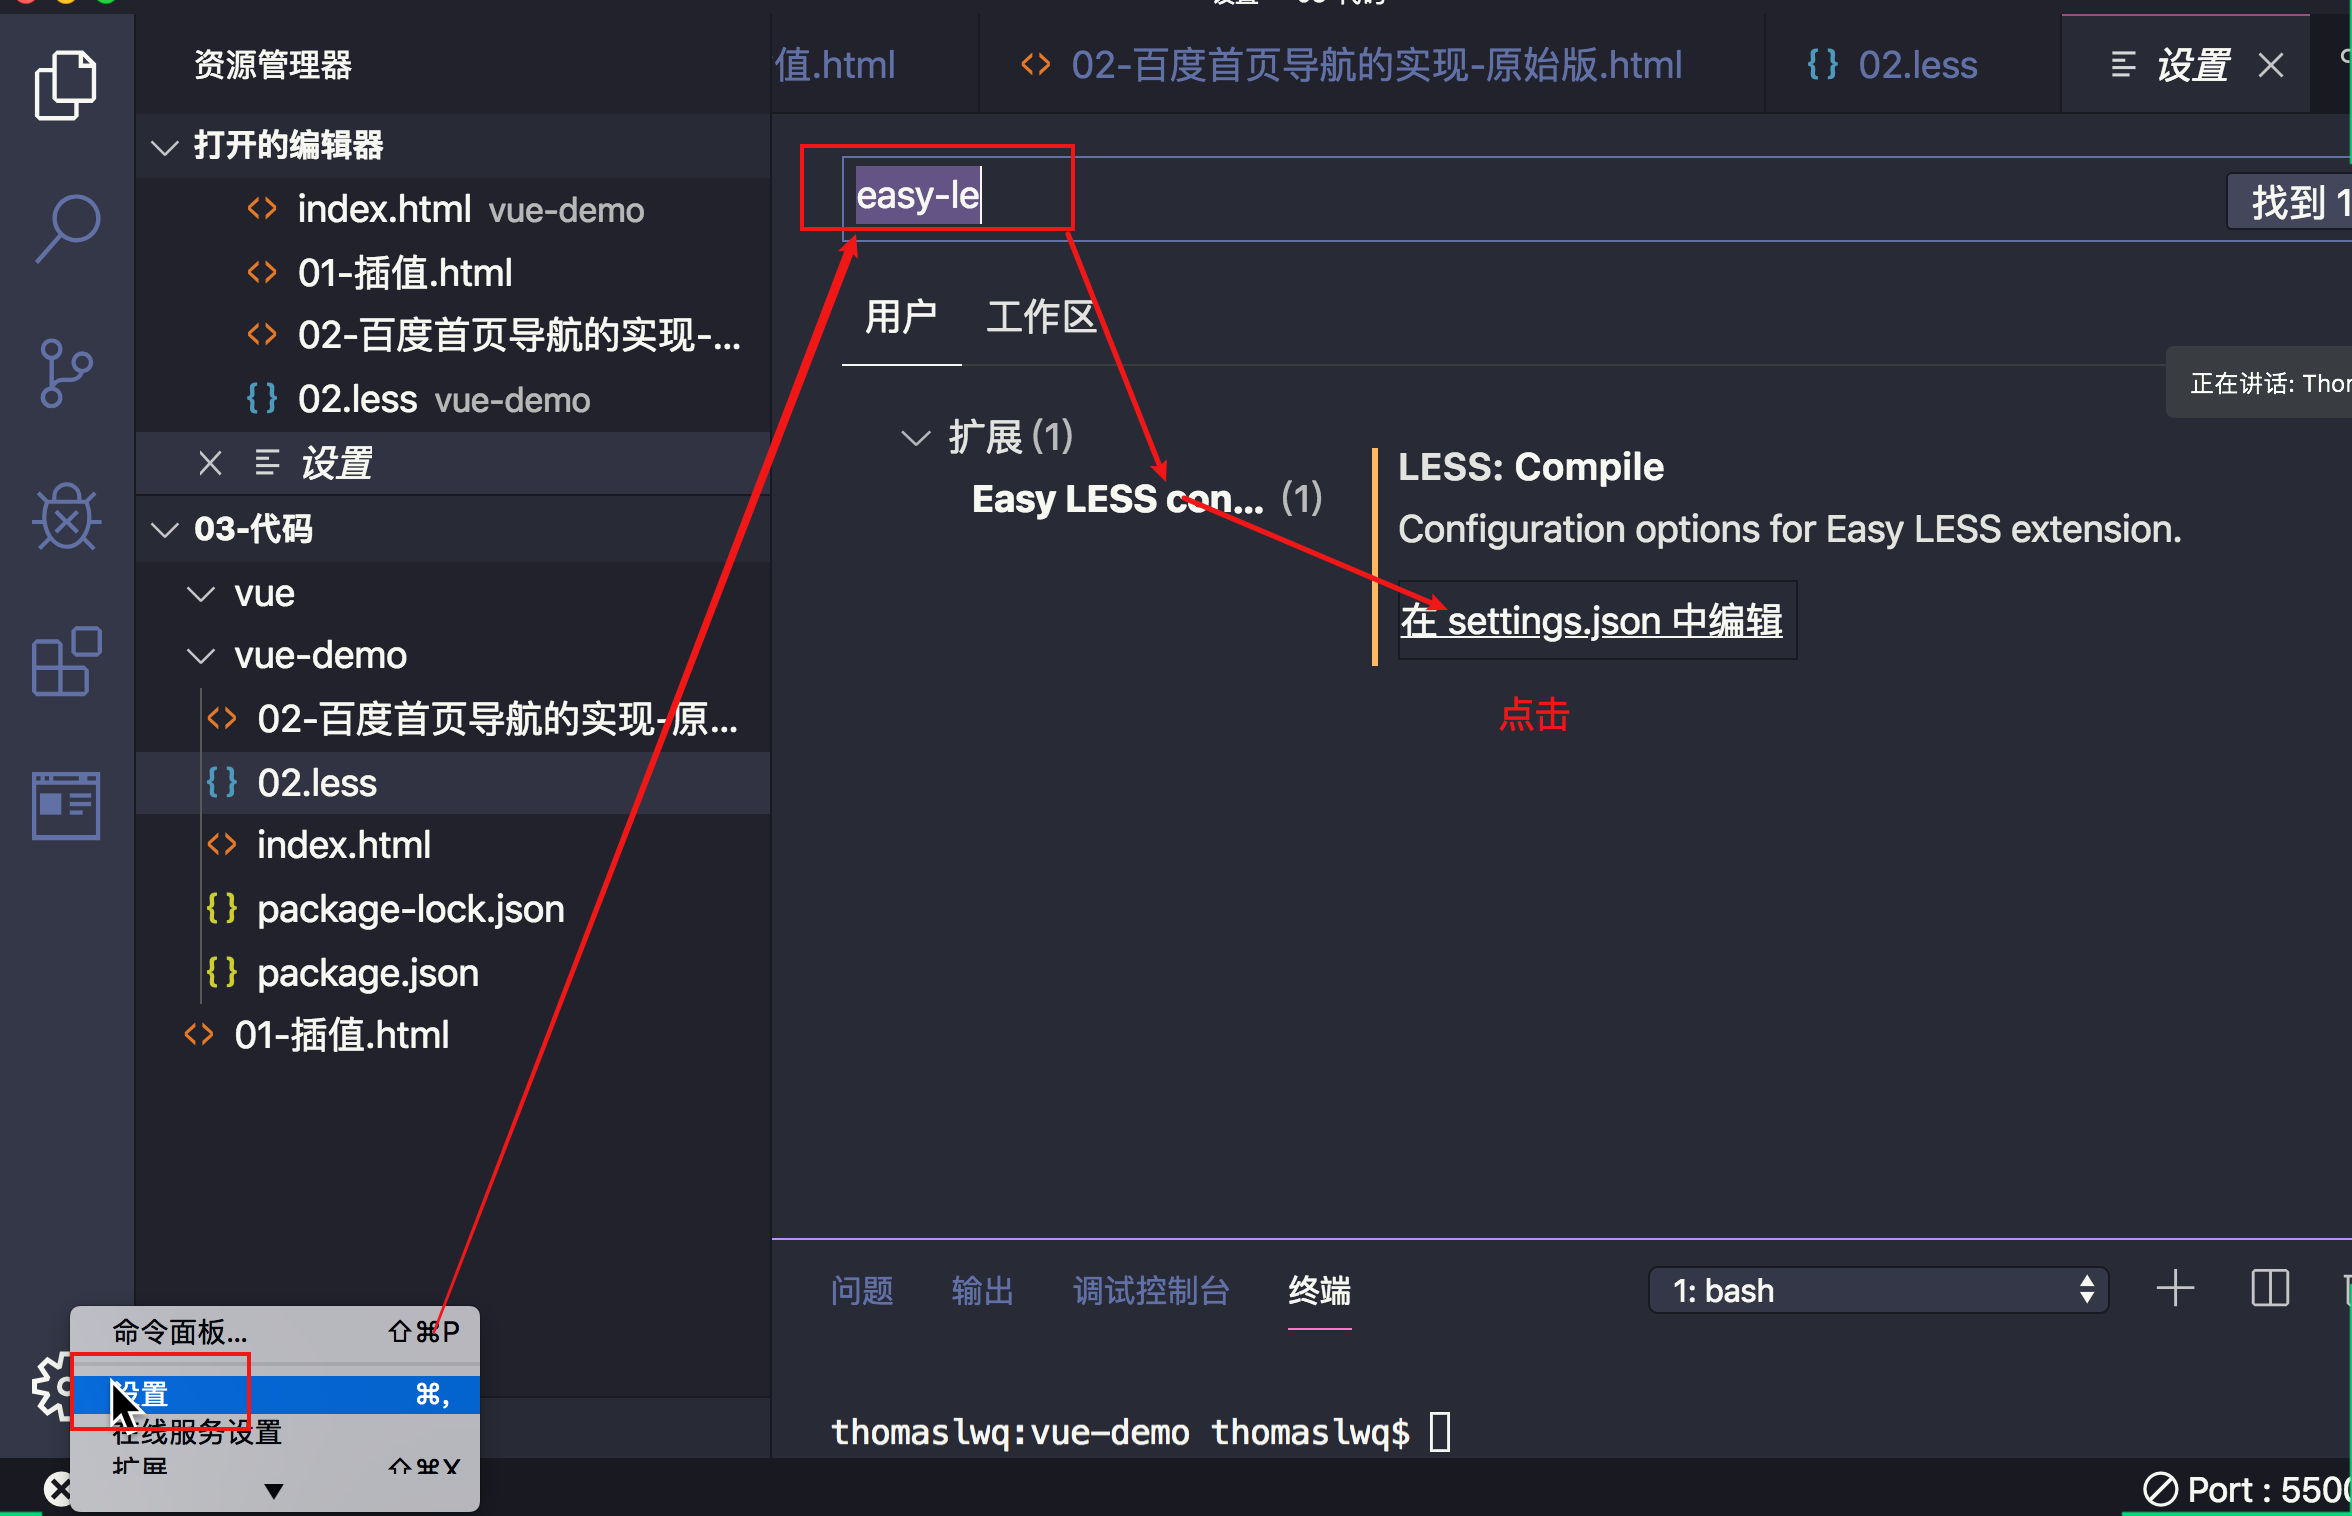 资源管理器
打开的编辑器
index.html vue-demo
01-插值.html
02-百度首页导航的实现-...
02.less vue-demo
设置
03-代码
vue
vue-demo
02-百度首页导航的实现-原...
02.less
index.html
package-lock.json
package.json
01-插值.html
值.html
02-百度首页导航的实现-原始版.html
02.less
设置
easy-le
找到 1
用户
工作区
正在讲话: Thor
扩展 (1)
Easy LESS con... (1)
LESS: Compile
Configuration options for Easy LESS extension.
在 settings.json 中编辑
点击
问题
输出
调试控制台
终端
1: bash
thomaslwq:vue-demo thomaslwq$
命令面板... ⇧⌘P
设置 ⌘,
在线服务设置
扩展 ⇧⌘X
Port : 5500